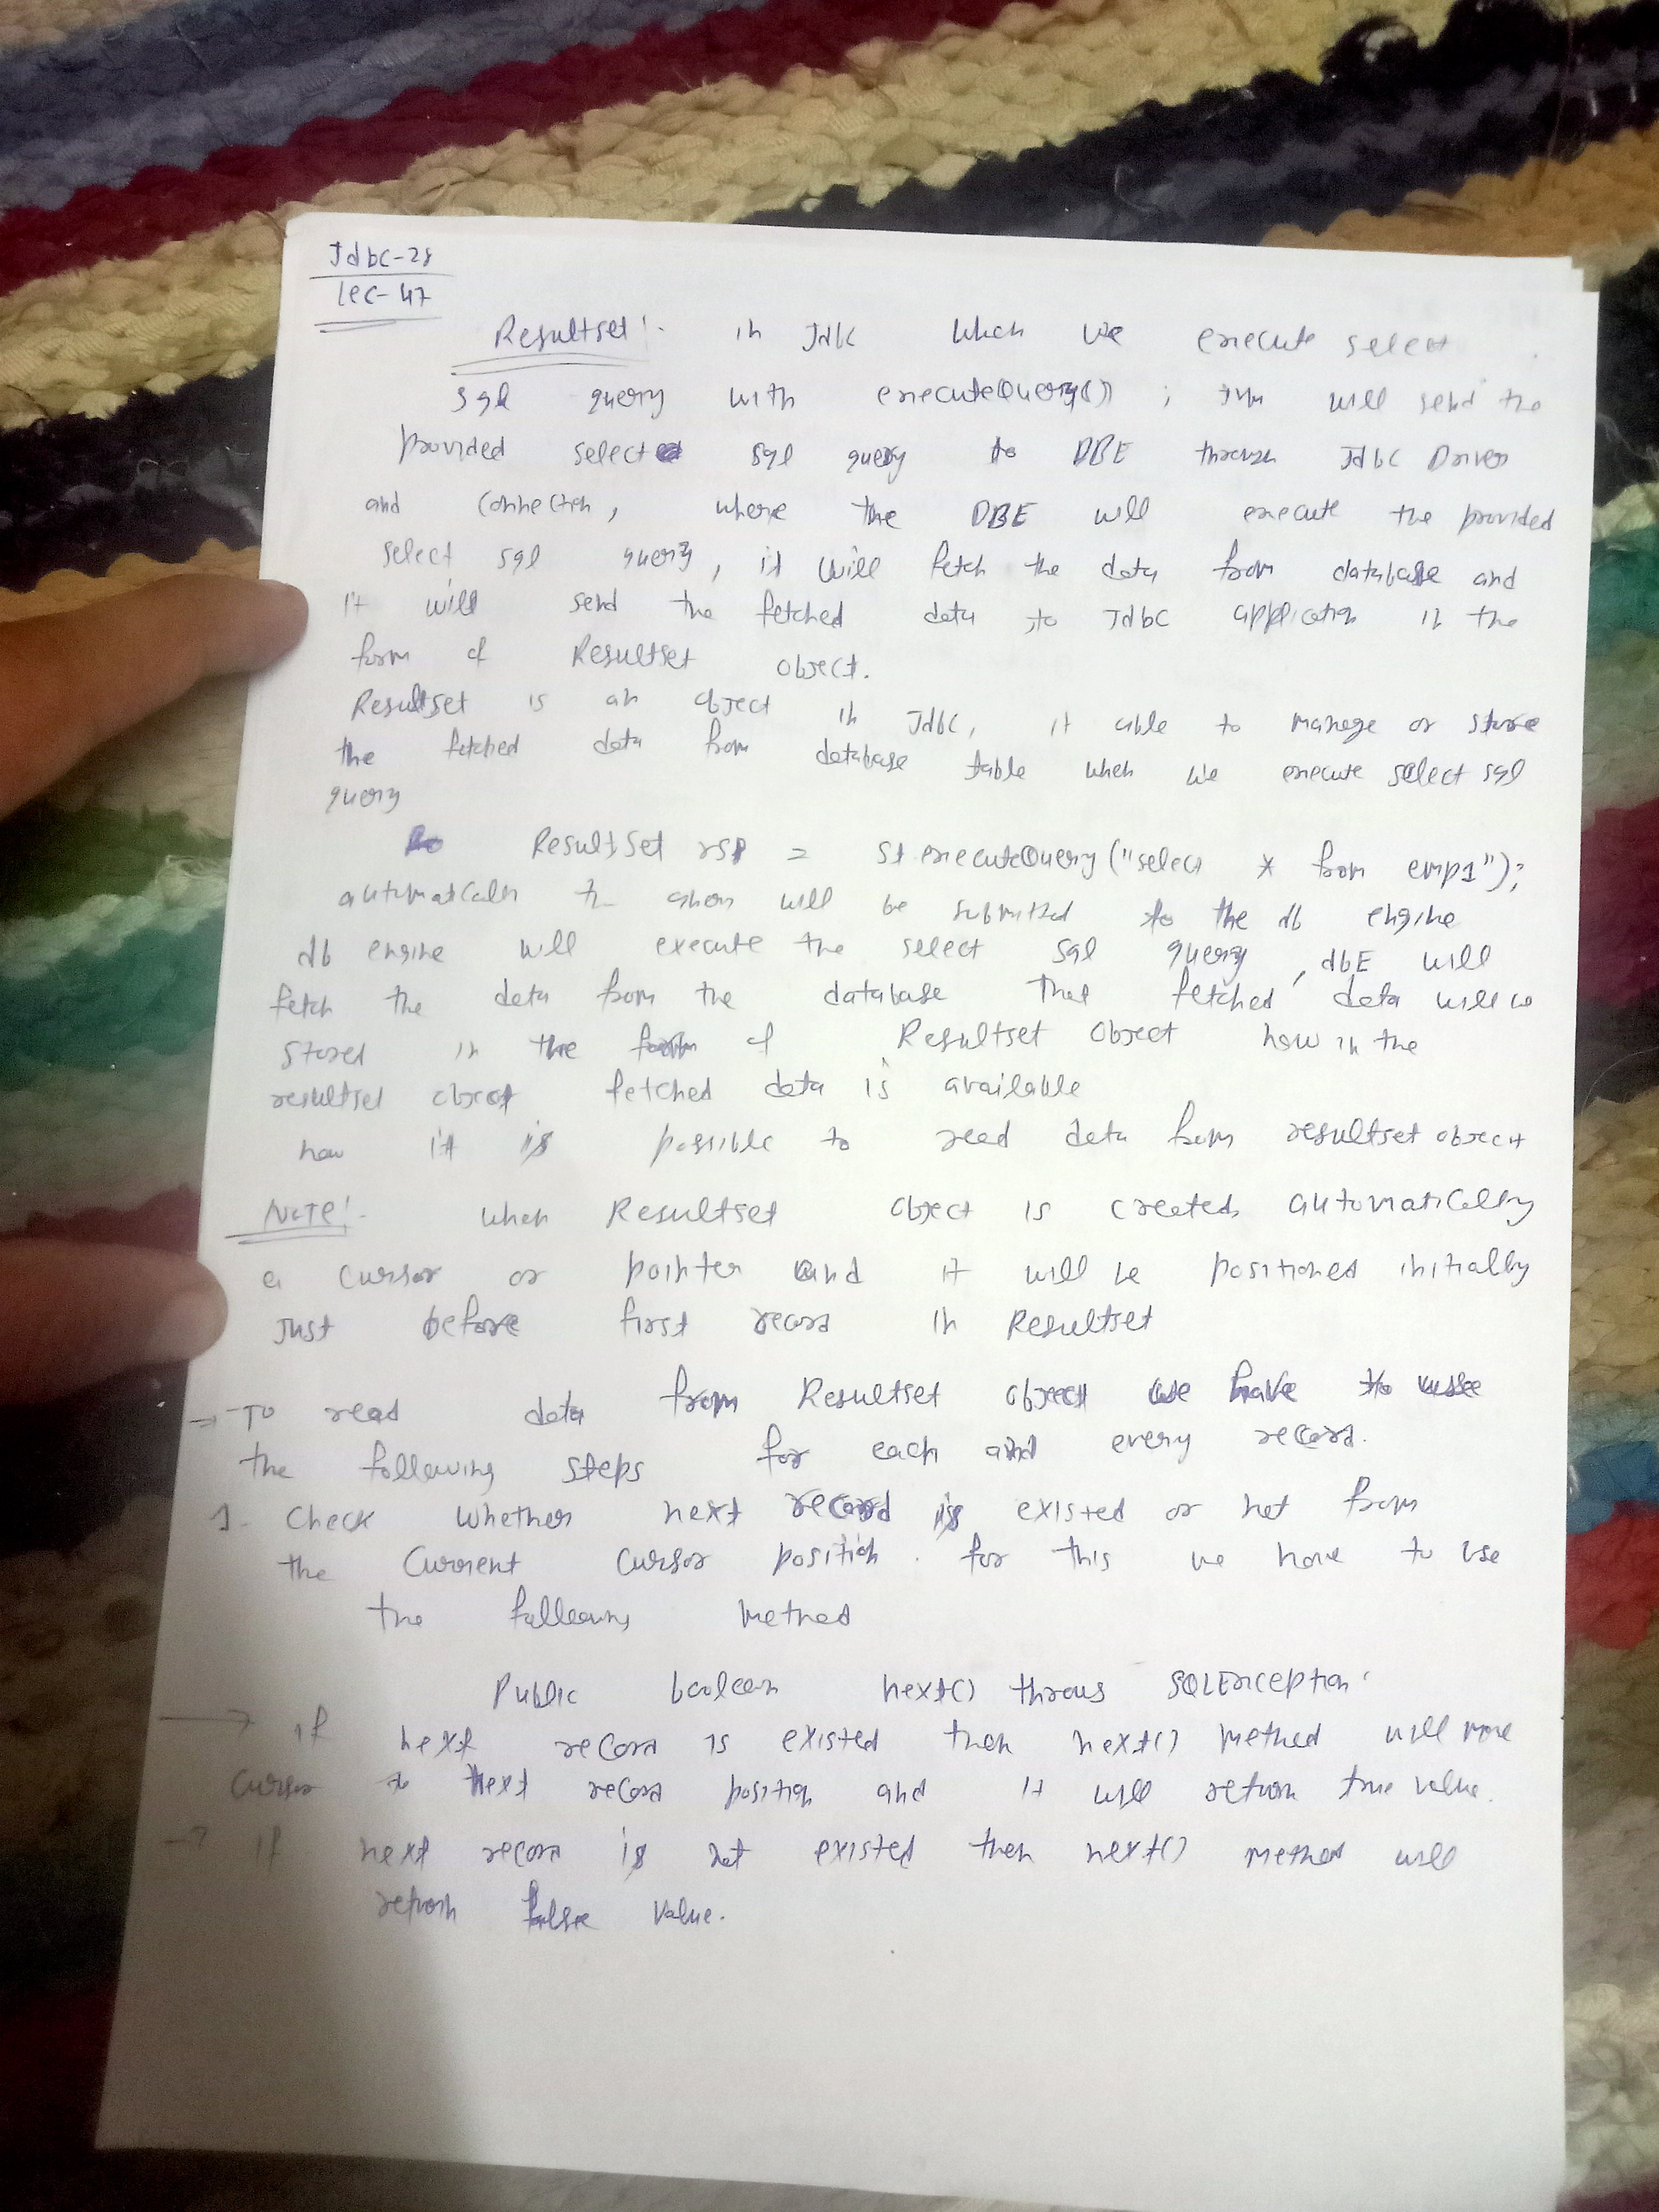 Jdbc-28
Lec-47
Resultset:- in Jdbc when we execute select
sql query with executeQuery() ; will send the
provided select sql query to DBE through Jdbc Driver
and connection, where the DBE will execute the provided
select sql query, it will fetch the data from database and
it will send the fetched data to Jdbc application in the
form of Resultset object.
Resultset is an object in Jdbc, it able to manage or store
the fetched data from database table when we execute select sql
query
ResultSet rs = st.executeQuery("select * from emp1");
automatically the query will be submitted to the db engine
db engine will execute the select sql query, dbE will
fetch the data from the database that fetched data will be
stored in the form of Resultset object now in the
resultset object fetched data is available
now it is possible to read data from resultset object
NOTE:- when Resultset object is created automatically
a cursor or pointer and it will be positioned initially
Just before first record in Resultset
→ To read data from Resultset object we have to use
the following steps for each and every record.
1. Check whether next record is existed or not from
the current cursor position. for this we have to use
the following method
Public boolean next() throws SQLException
→ if next record is existed then next() method will move
cursor to next record position and it will return true value.
→ if next record is not existed then next() method will
return false value.